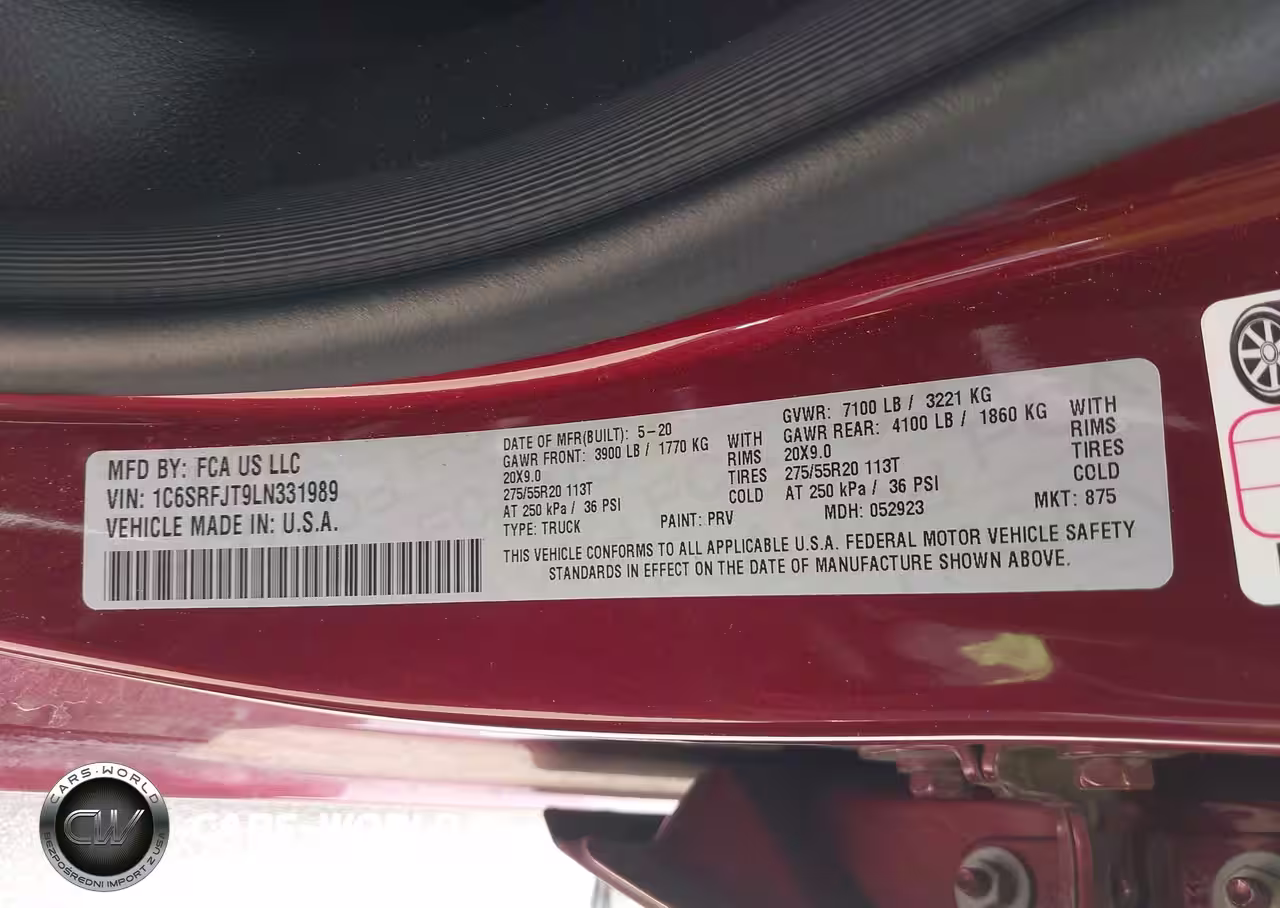 MFD BY: FCA US LLC
VIN: 1C6SRFJT9LN331989
VEHICLE MADE IN: U.S.A.
DATE OF MFR(BUILT): 5-20
GAWR FRONT: 3900 LB / 1770 KG WITH
20X9.0 RIMS
275/55R20 113T TIRES
AT 250 kPa / 36 PSI COLD
GVWR: 7100 LB / 3221 KG
GAWR REAR: 4100 LB / 1860 KG WITH
20X9.0 RIMS
275/55R20 113T TIRES
AT 250 kPa / 36 PSI COLD
TYPE: TRUCK PAINT: PRV MDH: 052923 MKT: 875
THIS VEHICLE CONFORMS TO ALL APPLICABLE U.S.A. FEDERAL MOTOR VEHICLE SAFETY
STANDARDS IN EFFECT ON THE DATE OF MANUFACTURE SHOWN ABOVE.
CARS-WORLD
CW
BEZPOŚREDNI IMPORT Z USA
CARS-WORLD